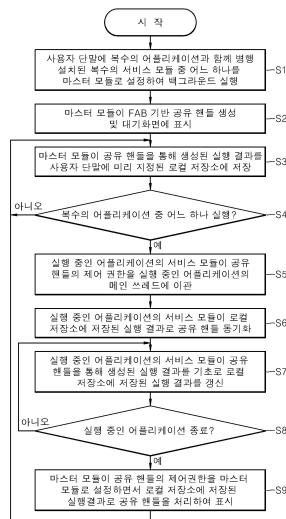 시 작
사용자 단말에 복수의 어플리케이션과 함께 병행
설치된 복수의 서비스 모듈 중 어느 하나를
마스터 모듈로 설정하여 백그라운드 실행
S1
마스터 모듈이 FAB 기반 공유 핸들 생성
및 대기화면에 표시
S2
마스터 모듈이 공유 핸들을 통해 생성된 실행 결과를
사용자 단말에 미리 지정된 로컬 저장소에 저장
S3
아니오
복수의 어플리케이션 중 어느 하나 실행?
S4
예
실행 중인 어플리케이션의 서비스 모듈이 공유
핸들의 제어 권한을 실행 중인 어플리케이션의
메인 쓰레드에 이관
S5
실행 중인 어플리케이션의 서비스 모듈이 로컬
저장소에 저장된 실행 결과로 공유 핸들 동기화
S6
실행 중인 어플리케이션의 서비스 모듈이 공유
핸들을 통해 생성된 실행 결과를 기초로 로컬
저장소에 저장된 실행 결과를 갱신
S7
아니오
실행 중인 어플리케이션 종료?
S8
예
마스터 모듈이 공유 핸들의 제어권한을 마스터
모듈로 설정하면서 로컬 저장소에 저장된
실행결과로 공유 핸들을 처리하여 표시
S9